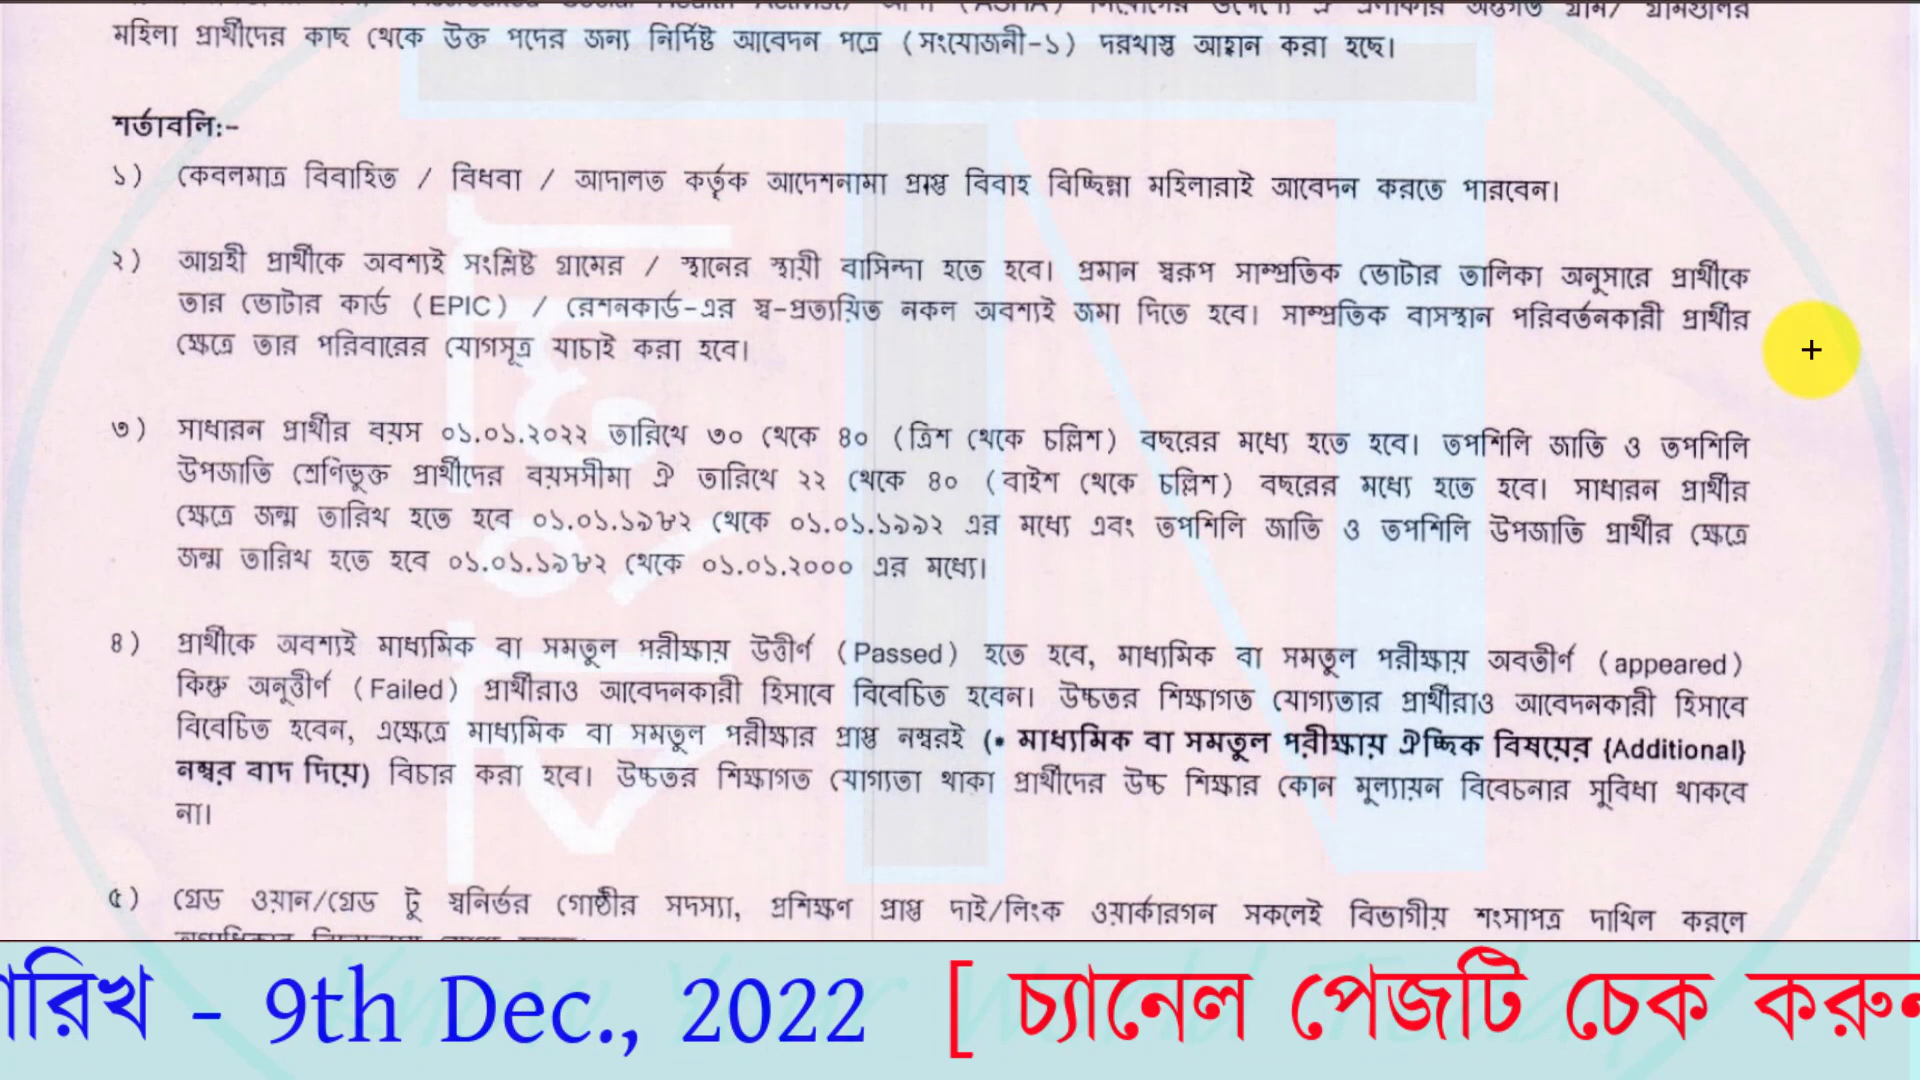 মহিলা প্রার্থীদের কাছ থেকে উক্ত পদের জন্য নির্দিষ্ট আবেদন পত্রে (সংযোজনী-১) দরখাস্ত আহ্বান করা হচ্ছে।
শর্তাবলি:-
১) কেবলমাত্র বিবাহিত / বিধবা / আদালত কর্তৃক আদেশনামা প্রাপ্ত বিবাহ বিচ্ছিন্না মহিলারাই আবেদন করতে পারবেন।
২) আগ্রহী প্রার্থীকে অবশ্যই সংশ্লিষ্ট গ্রামের / স্থানের স্থায়ী বাসিন্দা হতে হবে। প্রমান স্বরূপ সাম্প্রতিক ভোটার তালিকা অনুসারে প্রার্থীকে
তার ভোটার কার্ড (EPIC) / রেশনকার্ড-এর স্ব-প্রত্যয়িত নকল অবশ্যই জমা দিতে হবে। সাম্প্রতিক বাসস্থান পরিবর্তনকারী প্রার্থীর
ক্ষেত্রে তার পরিবারের যোগসূত্র যাচাই করা হবে।
৩) সাধারন প্রার্থীর বয়স ০১.০১.২০২২ তারিখে ৩০ থেকে ৪০ (ত্রিশ থেকে চল্লিশ) বছরের মধ্যে হতে হবে। তপশিলি জাতি ও তপশিলি
উপজাতি শ্রেণিভুক্ত প্রার্থীদের বয়সসীমা ঐ তারিখে ২২ থেকে ৪০ (বাইশ থেকে চল্লিশ) বছরের মধ্যে হতে হবে। সাধারন প্রার্থীর
ক্ষেত্রে জন্ম তারিখ হতে হবে ০১.০১.১৯৮২ থেকে ০১.০১.১৯৯২ এর মধ্যে এবং তপশিলি জাতি ও তপশিলি উপজাতি প্রার্থীর ক্ষেত্রে
জন্ম তারিখ হতে হবে ০১.০১.১৯৮২ থেকে ০১.০১.২০০০ এর মধ্যে।
৪) প্রার্থীকে অবশ্যই মাধ্যমিক বা সমতুল পরীক্ষায় উত্তীর্ণ (Passed) হতে হবে, মাধ্যমিক বা সমতুল পরীক্ষায় অবতীর্ণ (appeared)
কিন্তু অনুত্তীর্ণ (Failed) প্রার্থীরাও আবেদনকারী হিসাবে বিবেচিত হবেন। উচ্চতর শিক্ষাগত যোগ্যতার প্রার্থীরাও আবেদনকারী হিসাবে
বিবেচিত হবেন, এক্ষেত্রে মাধ্যমিক বা সমতুল পরীক্ষার প্রাপ্ত নম্বরই (• মাধ্যমিক বা সমতুল পরীক্ষায় ঐচ্ছিক বিষয়ের {Additional}
নম্বর বাদ দিয়ে) বিচার করা হবে। উচ্চতর শিক্ষাগত যোগ্যতা থাকা প্রার্থীদের উচ্চ শিক্ষার কোন মূল্যায়ন বিবেচনার সুবিধা থাকবে
না।
৫) গ্রেড ওয়ান/গ্রেড টু স্বনির্ভর গোষ্ঠীর সদস্যা, প্রশিক্ষণ প্রাপ্ত দাই/লিংক ওয়ার্কারগন সকলেই বিভাগীয় শংসাপত্র দাখিল করলে
ারিখ - 9th Dec., 2022 [ চ্যানেল পেজটি চেক করুন